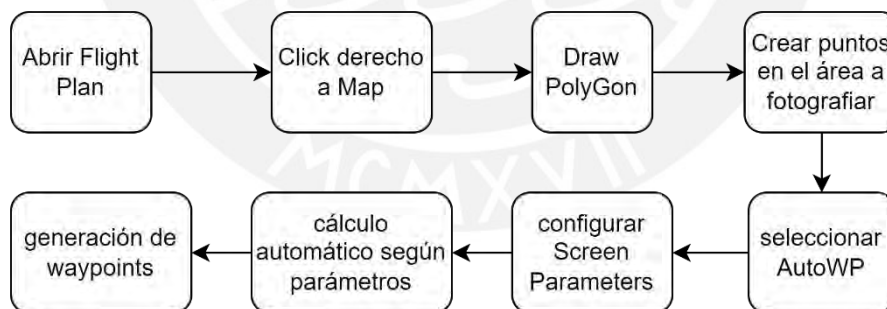 Abrir Flight
Plan
Click derecho
a Map
Draw
PolyGon
Crear puntos
en el área a
fotografiar
seleccionar
AutoWP
configurar
Screen
Parameters
cálculo
automático según
parámetros
generación de
waypoints
MCMXVII